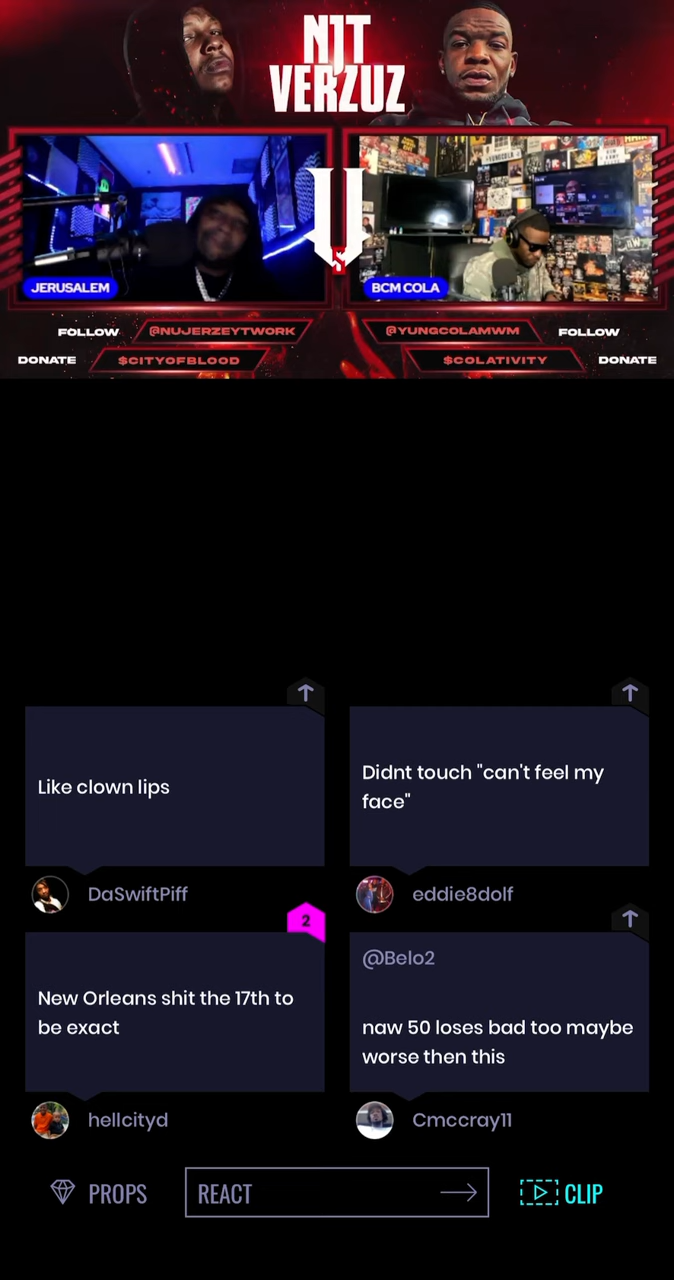 NJT
VERZUZ
YUNGCOLA
JERUSALEM
VS
BCM COLA
FOLLOW @NUJERZEYTWORK @YUNGCOLAMWM FOLLOW
DONATE $CITYOFBLOOD $COLATIVITY DONATE
Like clown lips
DaSwiftPiff
Didnt touch "can't feel my
face"
eddie8dolf
2
New Orleans shit the 17th to
be exact
hellcityd
@Belo2
naw 50 loses bad too maybe
worse then this
Cmccray11
PROPS REACT CLIP